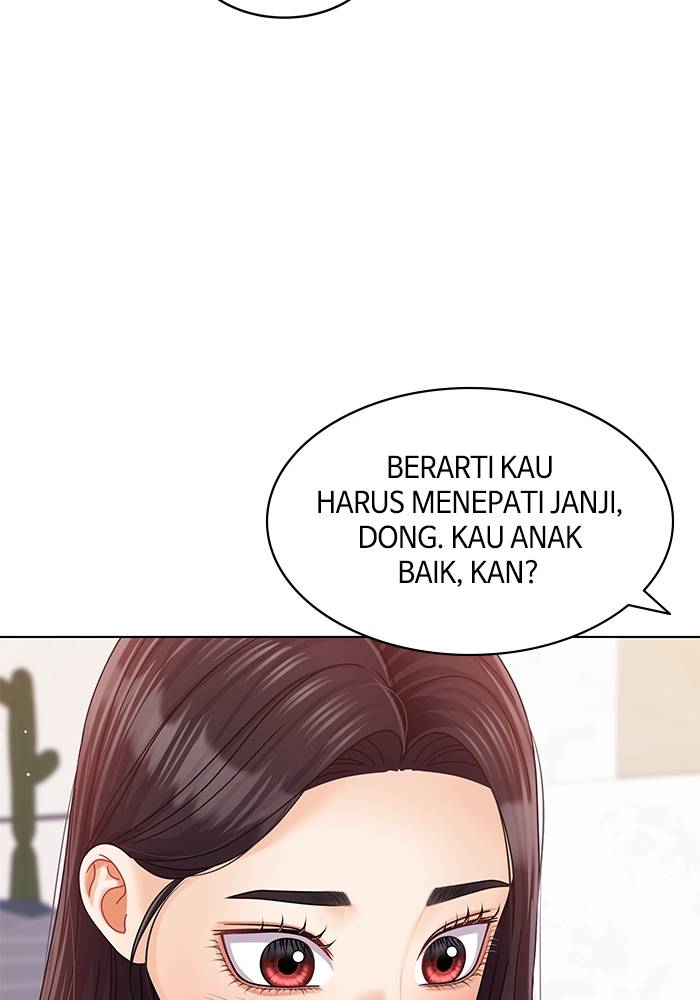 BERARTI KAU
HARUS MENEPATI JANJI,
DONG. KAU ANAK
BAIK, KAN?